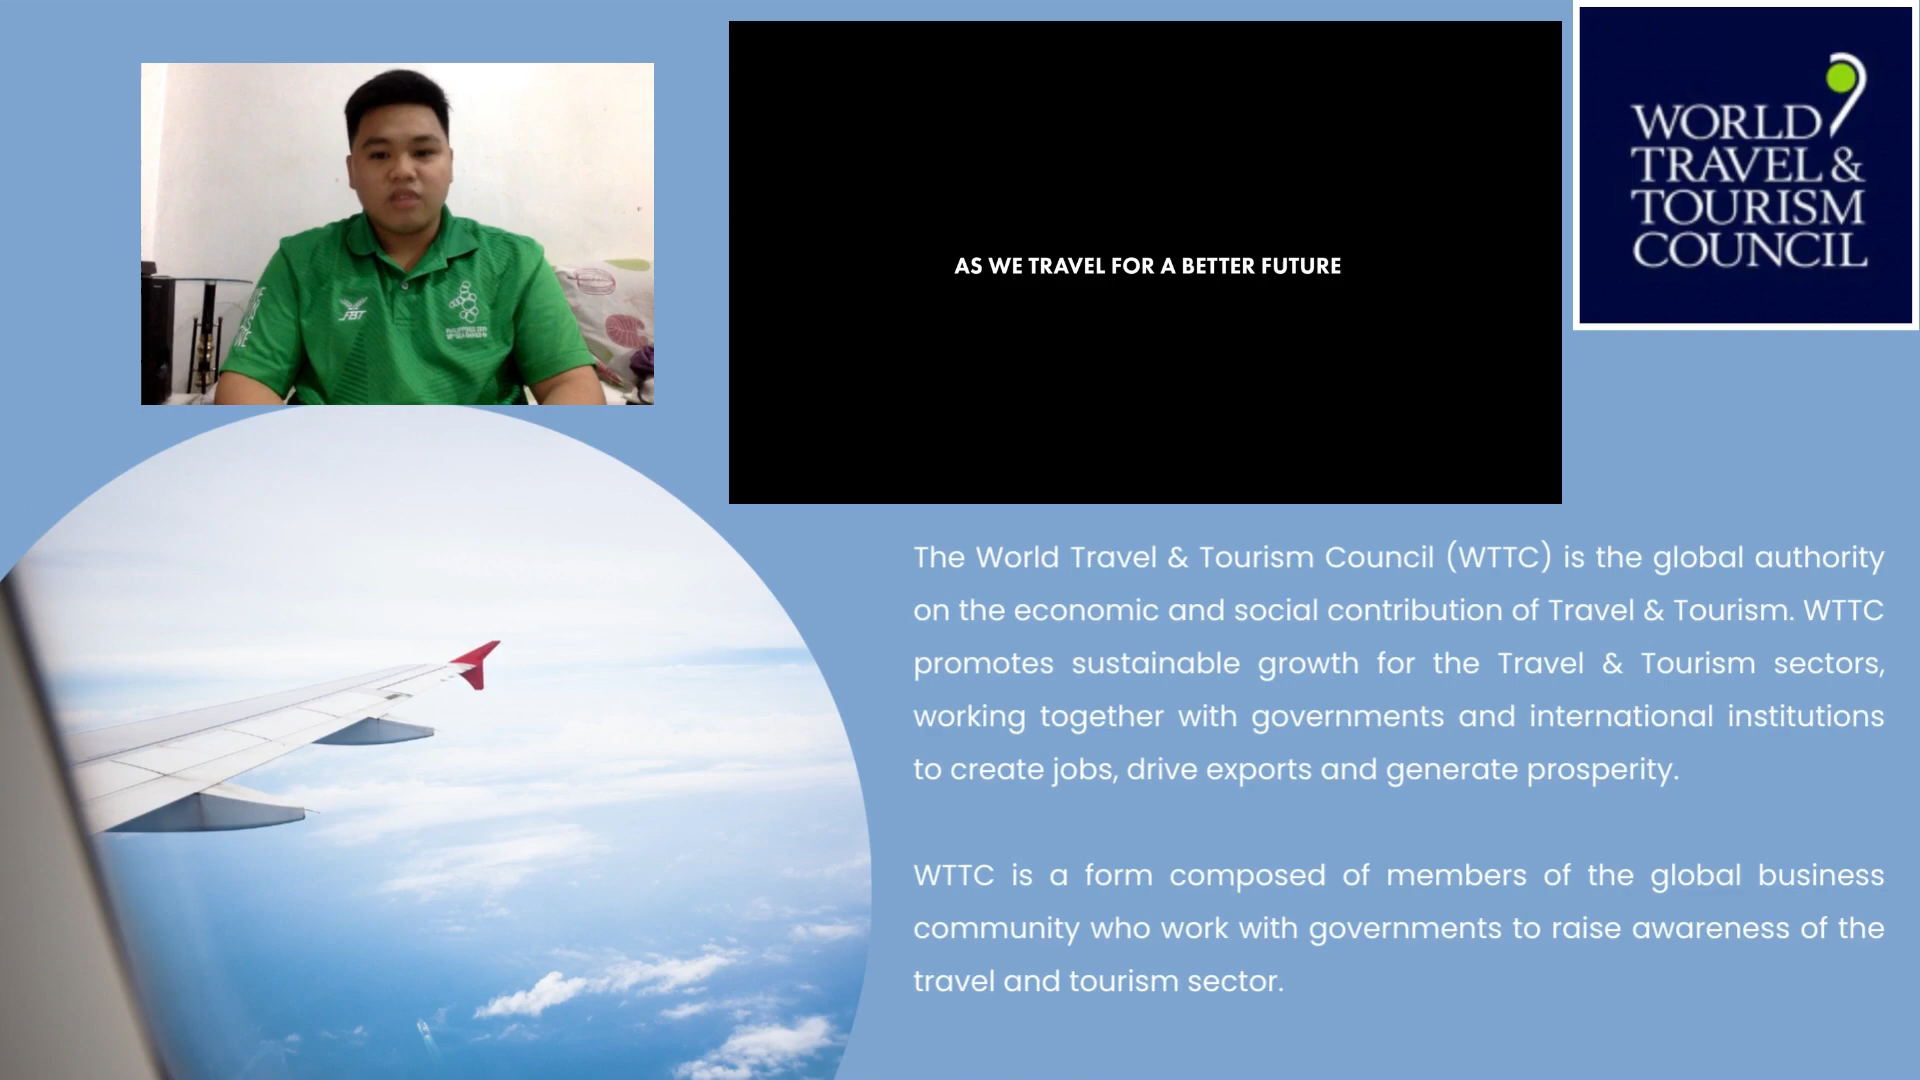 AS WE TRAVEL FOR A BETTER FUTURE
WORLD
TRAVEL &
TOURISM
COUNCIL
FBT
The World Travel & Tourism Council (WTTC) is the global authority
on the economic and social contribution of Travel & Tourism. WTTC
promotes sustainable growth for the Travel & Tourism sectors,
working together with governments and international institutions
to create jobs, drive exports and generate prosperity.
WTTC is a form composed of members of the global business
community who work with governments to raise awareness of the
travel and tourism sector.